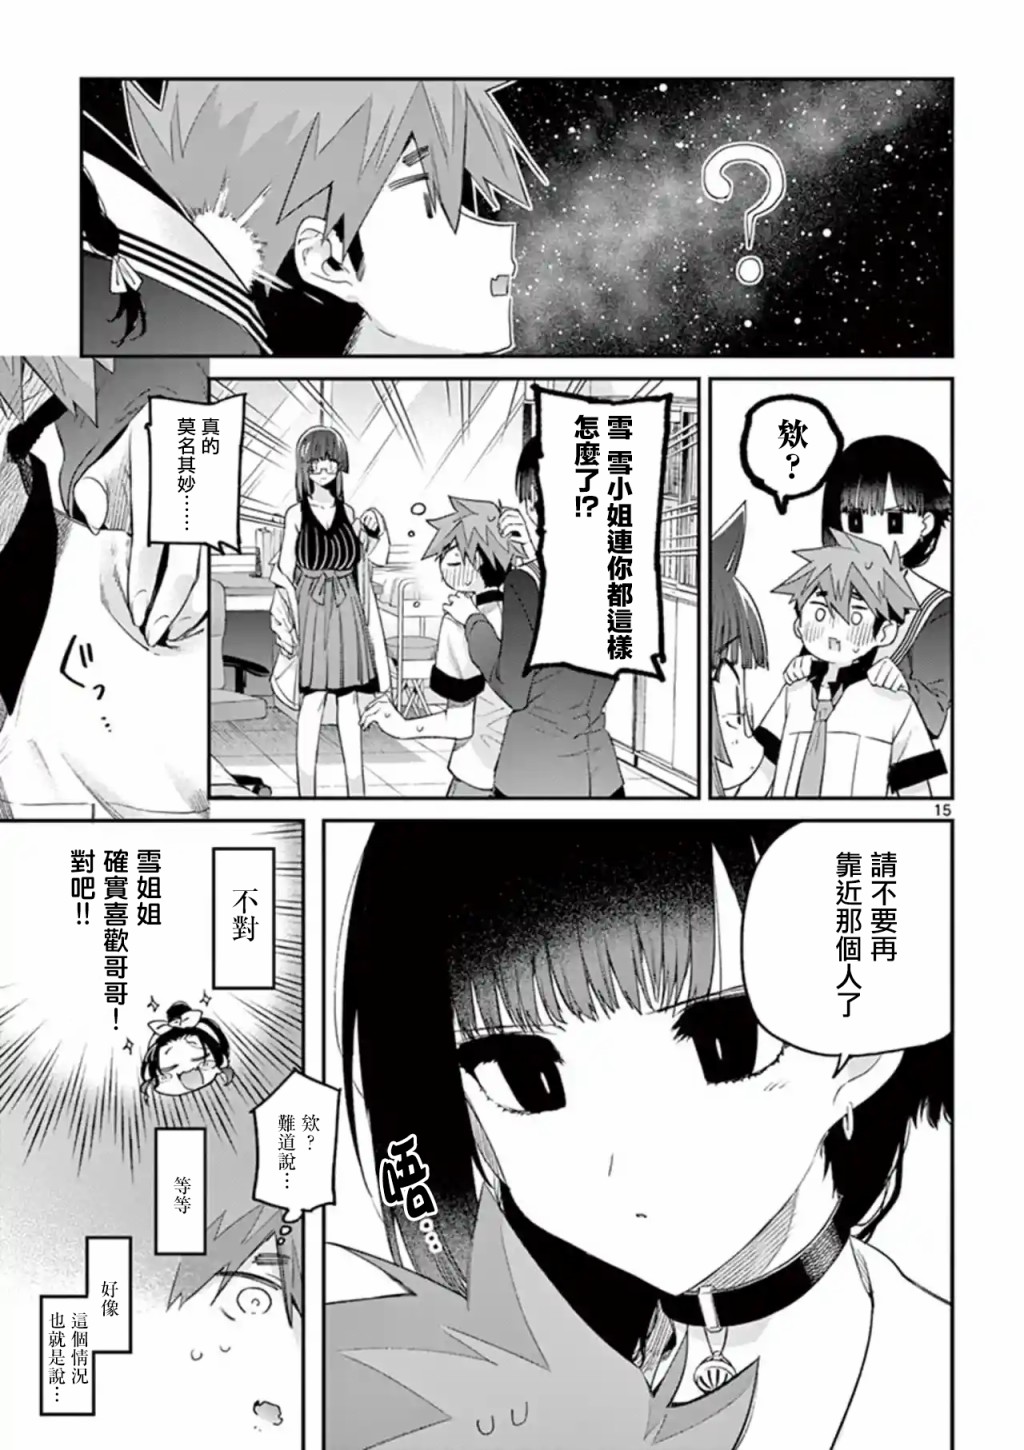 欸?
雪 雪小姐連你都這樣
怎麼了!?
真的
莫名其妙……
15
請不要再
靠近那個人了
唔…
不對
雪姐姐
確實喜歡哥哥!
對吧!!
欸?
難道說…
等等
好像
這個情況
也就是說…